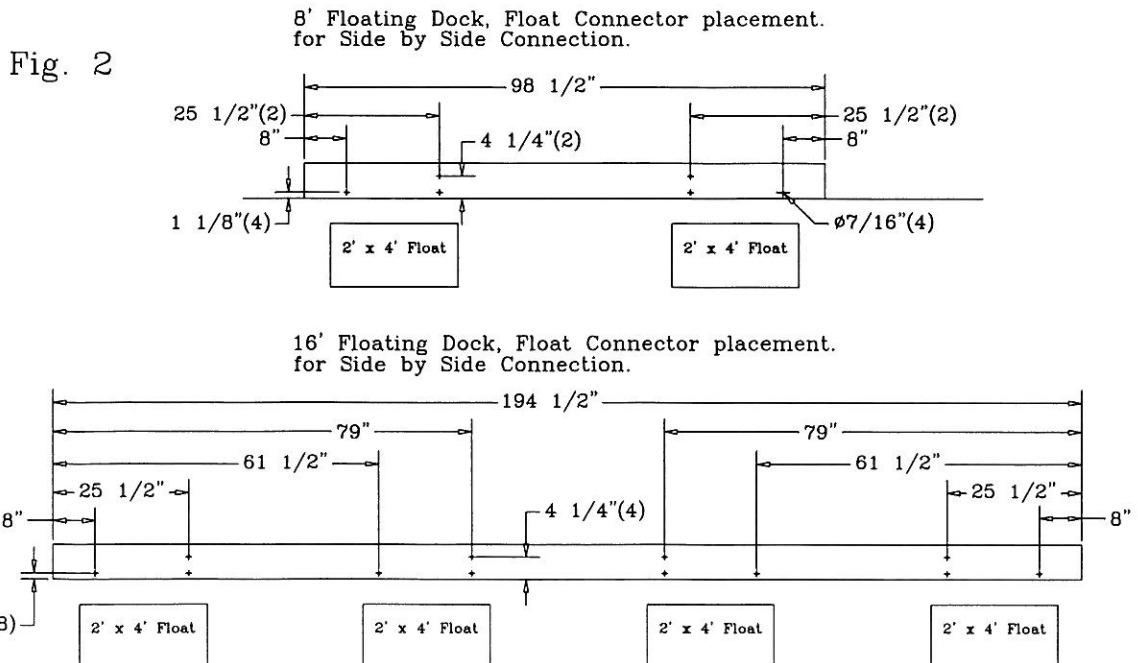 8' Floating Dock, Float Connector placement.
for Side by Side Connection.
Fig. 2
98 1/2"
25 1/2"(2)
25 1/2"(2)
8"
4 1/4"(2)
8"
1 1/8"(4)
ø7/16"(4)
2' x 4' Float
2' x 4' Float
16' Floating Dock, Float Connector placement.
for Side by Side Connection.
194 1/2"
79"
79"
61 1/2"
61 1/2"
25 1/2"
25 1/2"
8"
4 1/4"(4)
8"
8)
2' x 4' Float
2' x 4' Float
2' x 4' Float
2' x 4' Float